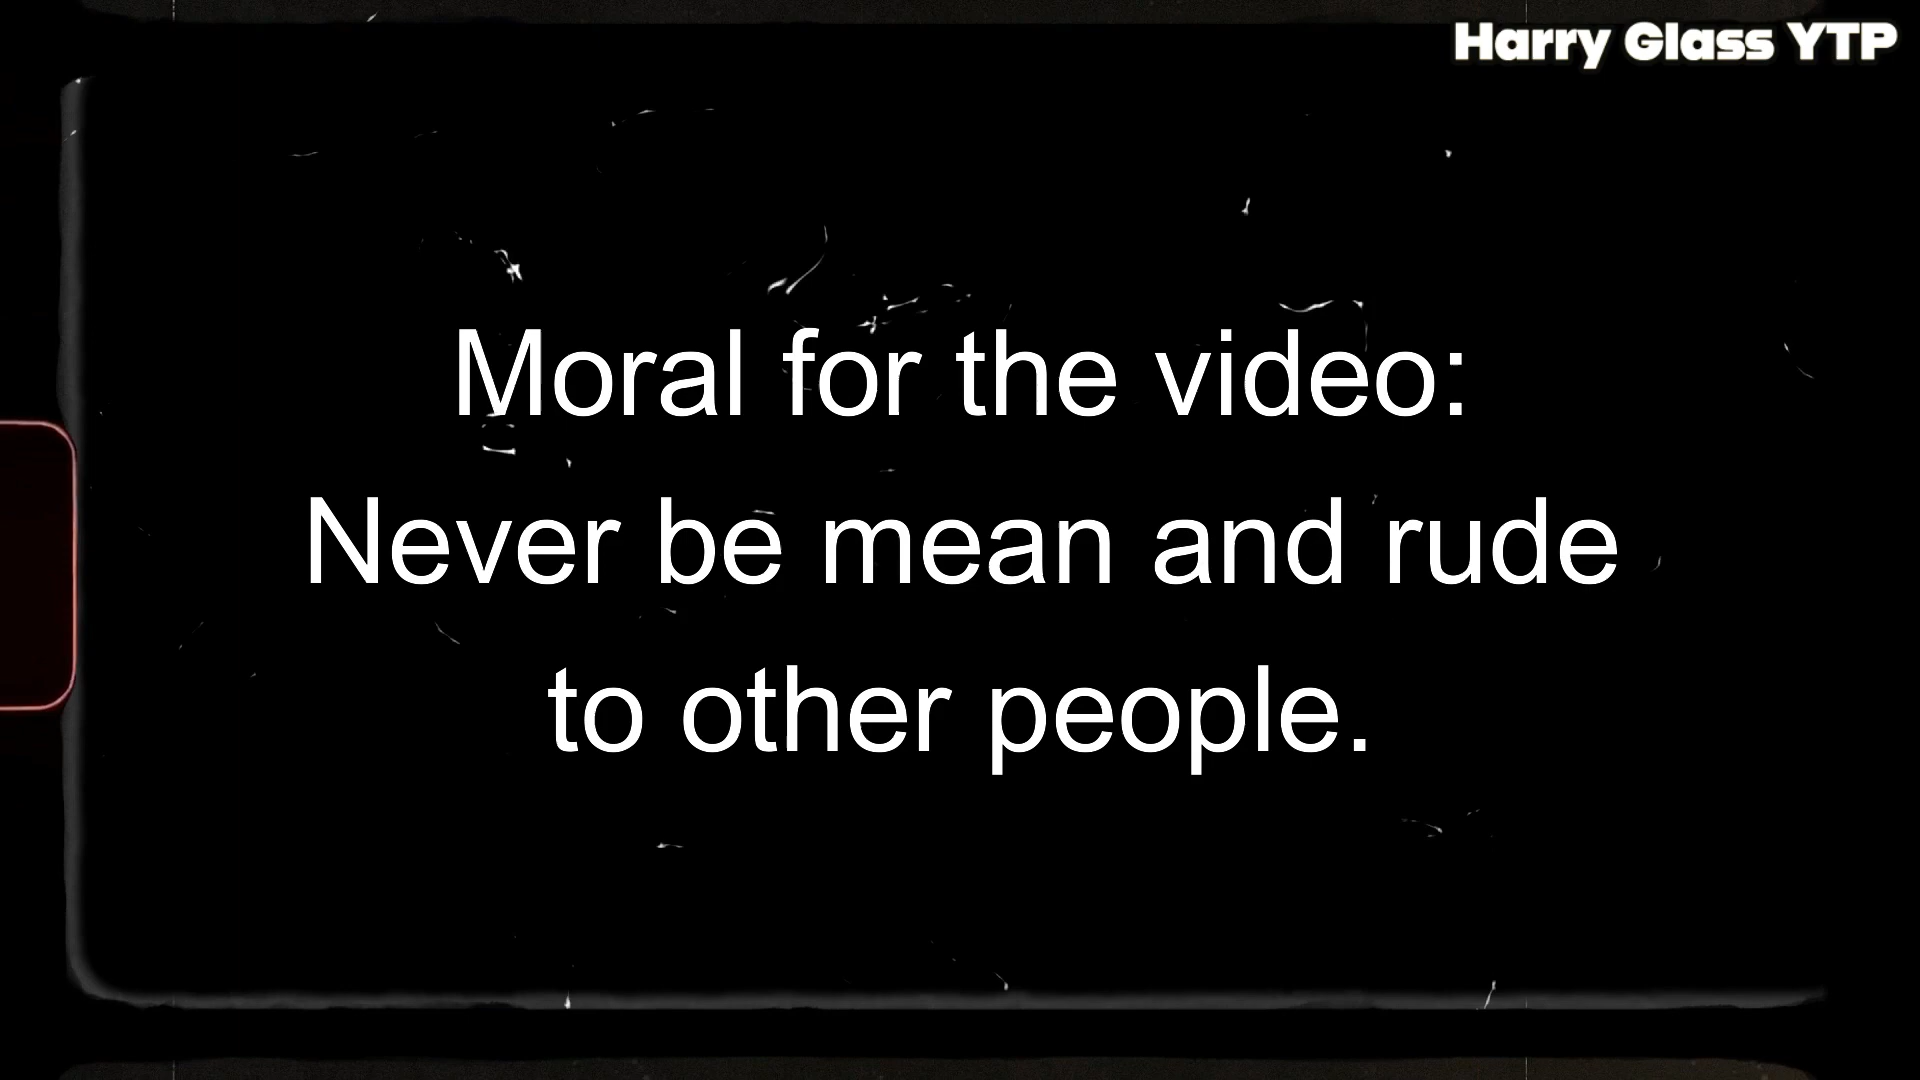 Harry Glass YTP
Moral for the video:
Never be mean and rude
to other people.